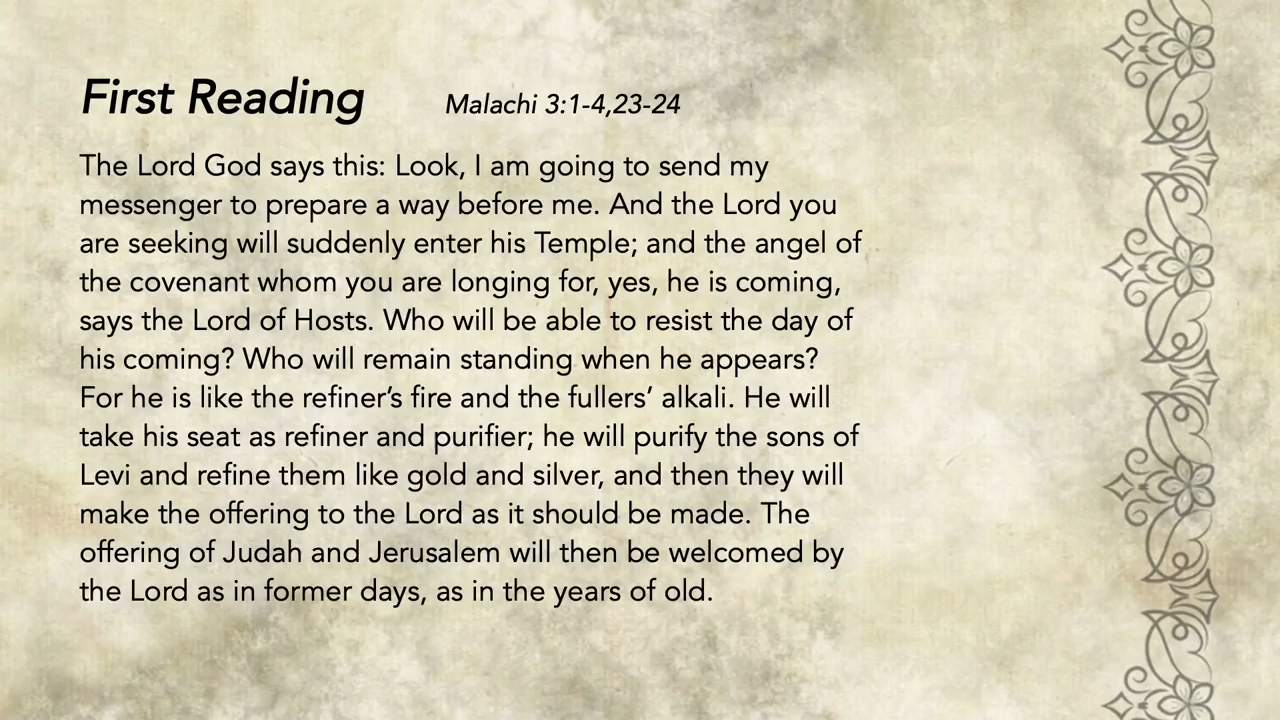 First Reading Malachi 3:1-4,23-24
The Lord God says this: Look, I am going to send my
messenger to prepare a way before me. And the Lord you
are seeking will suddenly enter his Temple; and the angel of
the covenant whom you are longing for, yes, he is coming,
says the Lord of Hosts. Who will be able to resist the day of
his coming? Who will remain standing when he appears?
For he is like the refiner’s fire and the fullers’ alkali. He will
take his seat as refiner and purifier; he will purify the sons of
Levi and refine them like gold and silver, and then they will
make the offering to the Lord as it should be made. The
offering of Judah and Jerusalem will then be welcomed by
the Lord as in former days, as in the years of old.